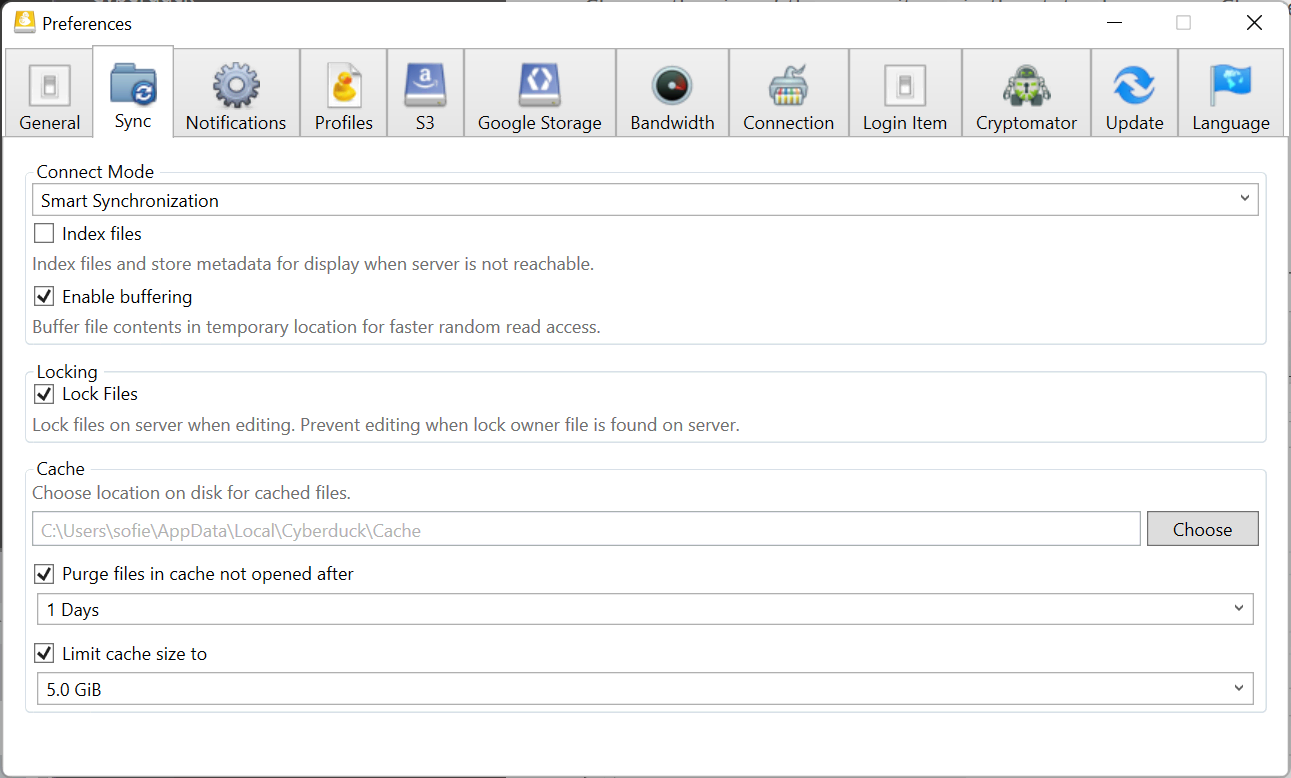 Preferences
General
Sync
Notifications
Profiles
S3
Google Storage
Bandwidth
Connection
Login Item
Cryptomator
Update
Language
Connect Mode
Smart Synchronization
Index files
Index files and store metadata for display when server is not reachable.
Enable buffering
Buffer file contents in temporary location for faster random read access.
Locking
Lock Files
Lock files on server when editing. Prevent editing when lock owner file is found on server.
Cache
Choose location on disk for cached files.
C:\Users\sofie\AppData\Local\Cyberduck\Cache
Choose
Purge files in cache not opened after
1 Days
Limit cache size to
5.0 GiB